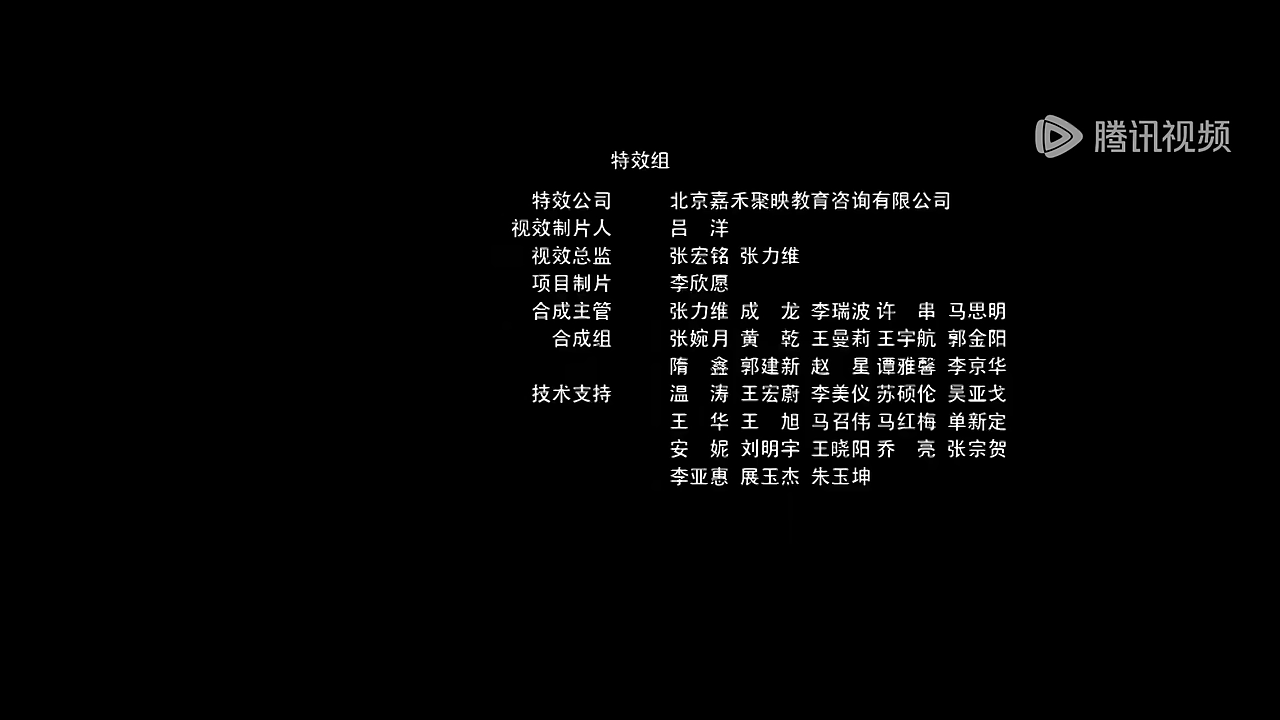 腾讯视频
特效组
特效公司 北京嘉禾聚映教育咨询有限公司
视效制片人 吕 洋
视效总监 张宏铭 张力维
项目制片 李欣愿
合成主管 张力维 成 龙 李瑞波 许 串 马思明
合成组 张婉月 黄 乾 王曼莉 王宇航 郭金阳
隋 鑫 郭建新 赵 星 谭雅馨 李京华
技术支持 温 涛 王宏蔚 李美仪 苏硕伦 吴亚戈
王 华 王 旭 马召伟 马红梅 单新定
安 妮 刘明宇 王晓阳 乔 亮 张宗贺
李亚惠 展玉杰 朱玉坤